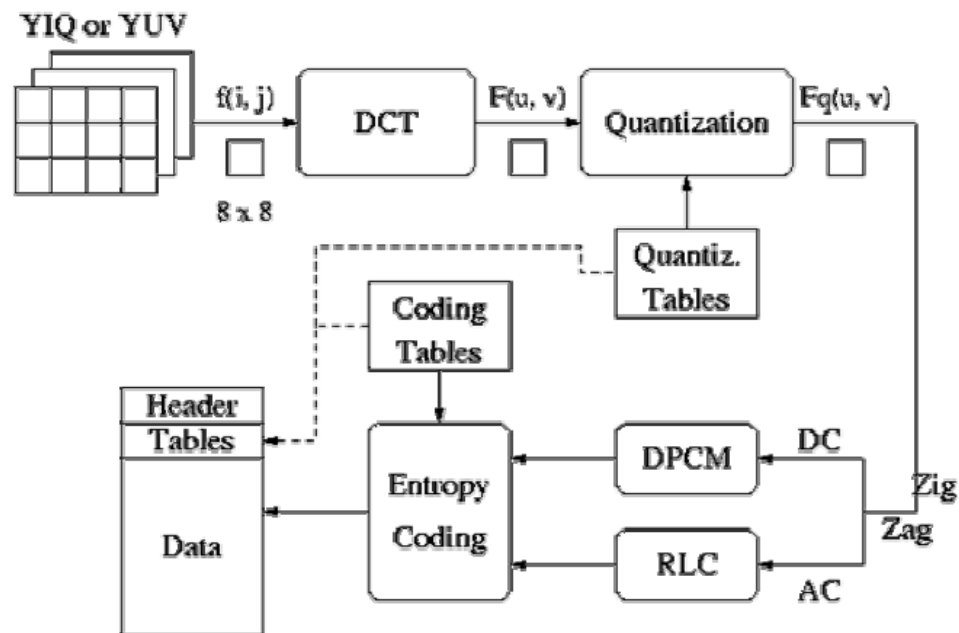 YIQ or YUV
f(i, j)
F(u, v)
Fq(u, v)
DCT
Quantization
8 x 8
Quantiz.
Tables
Coding
Tables
Header
Tables
Data
Entropy
Coding
DPCM
DC
Zig
Zag
RLC
AC